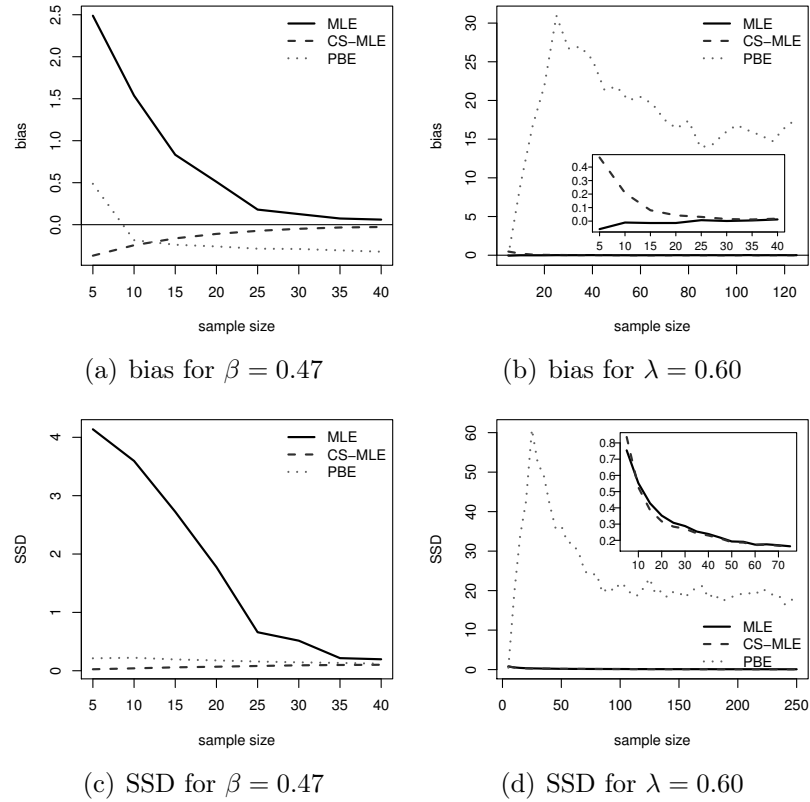 MLE
CS−MLE
PBE
bias
0.0
0.5
1.0
1.5
2.0
2.5
5 10 15 20 25 30 35 40
sample size
(a) bias for β = 0.47
MLE
CS−MLE
PBE
bias
0
5
10
15
20
25
30
0.0
0.1
0.2
0.3
0.4
5 10 15 20 25 30 35 40
20 40 60 80 100 120
sample size
(b) bias for λ = 0.60
MLE
CS−MLE
PBE
SSD
0
1
2
3
4
5 10 15 20 25 30 35 40
sample size
(c) SSD for β = 0.47
SSD
0
10
20
30
40
50
60
0.2
0.3
0.4
0.5
0.6
0.7
0.8
10 20 30 40 50 60 70
MLE
CS−MLE
PBE
0 50 100 150 200 250
sample size
(d) SSD for λ = 0.60